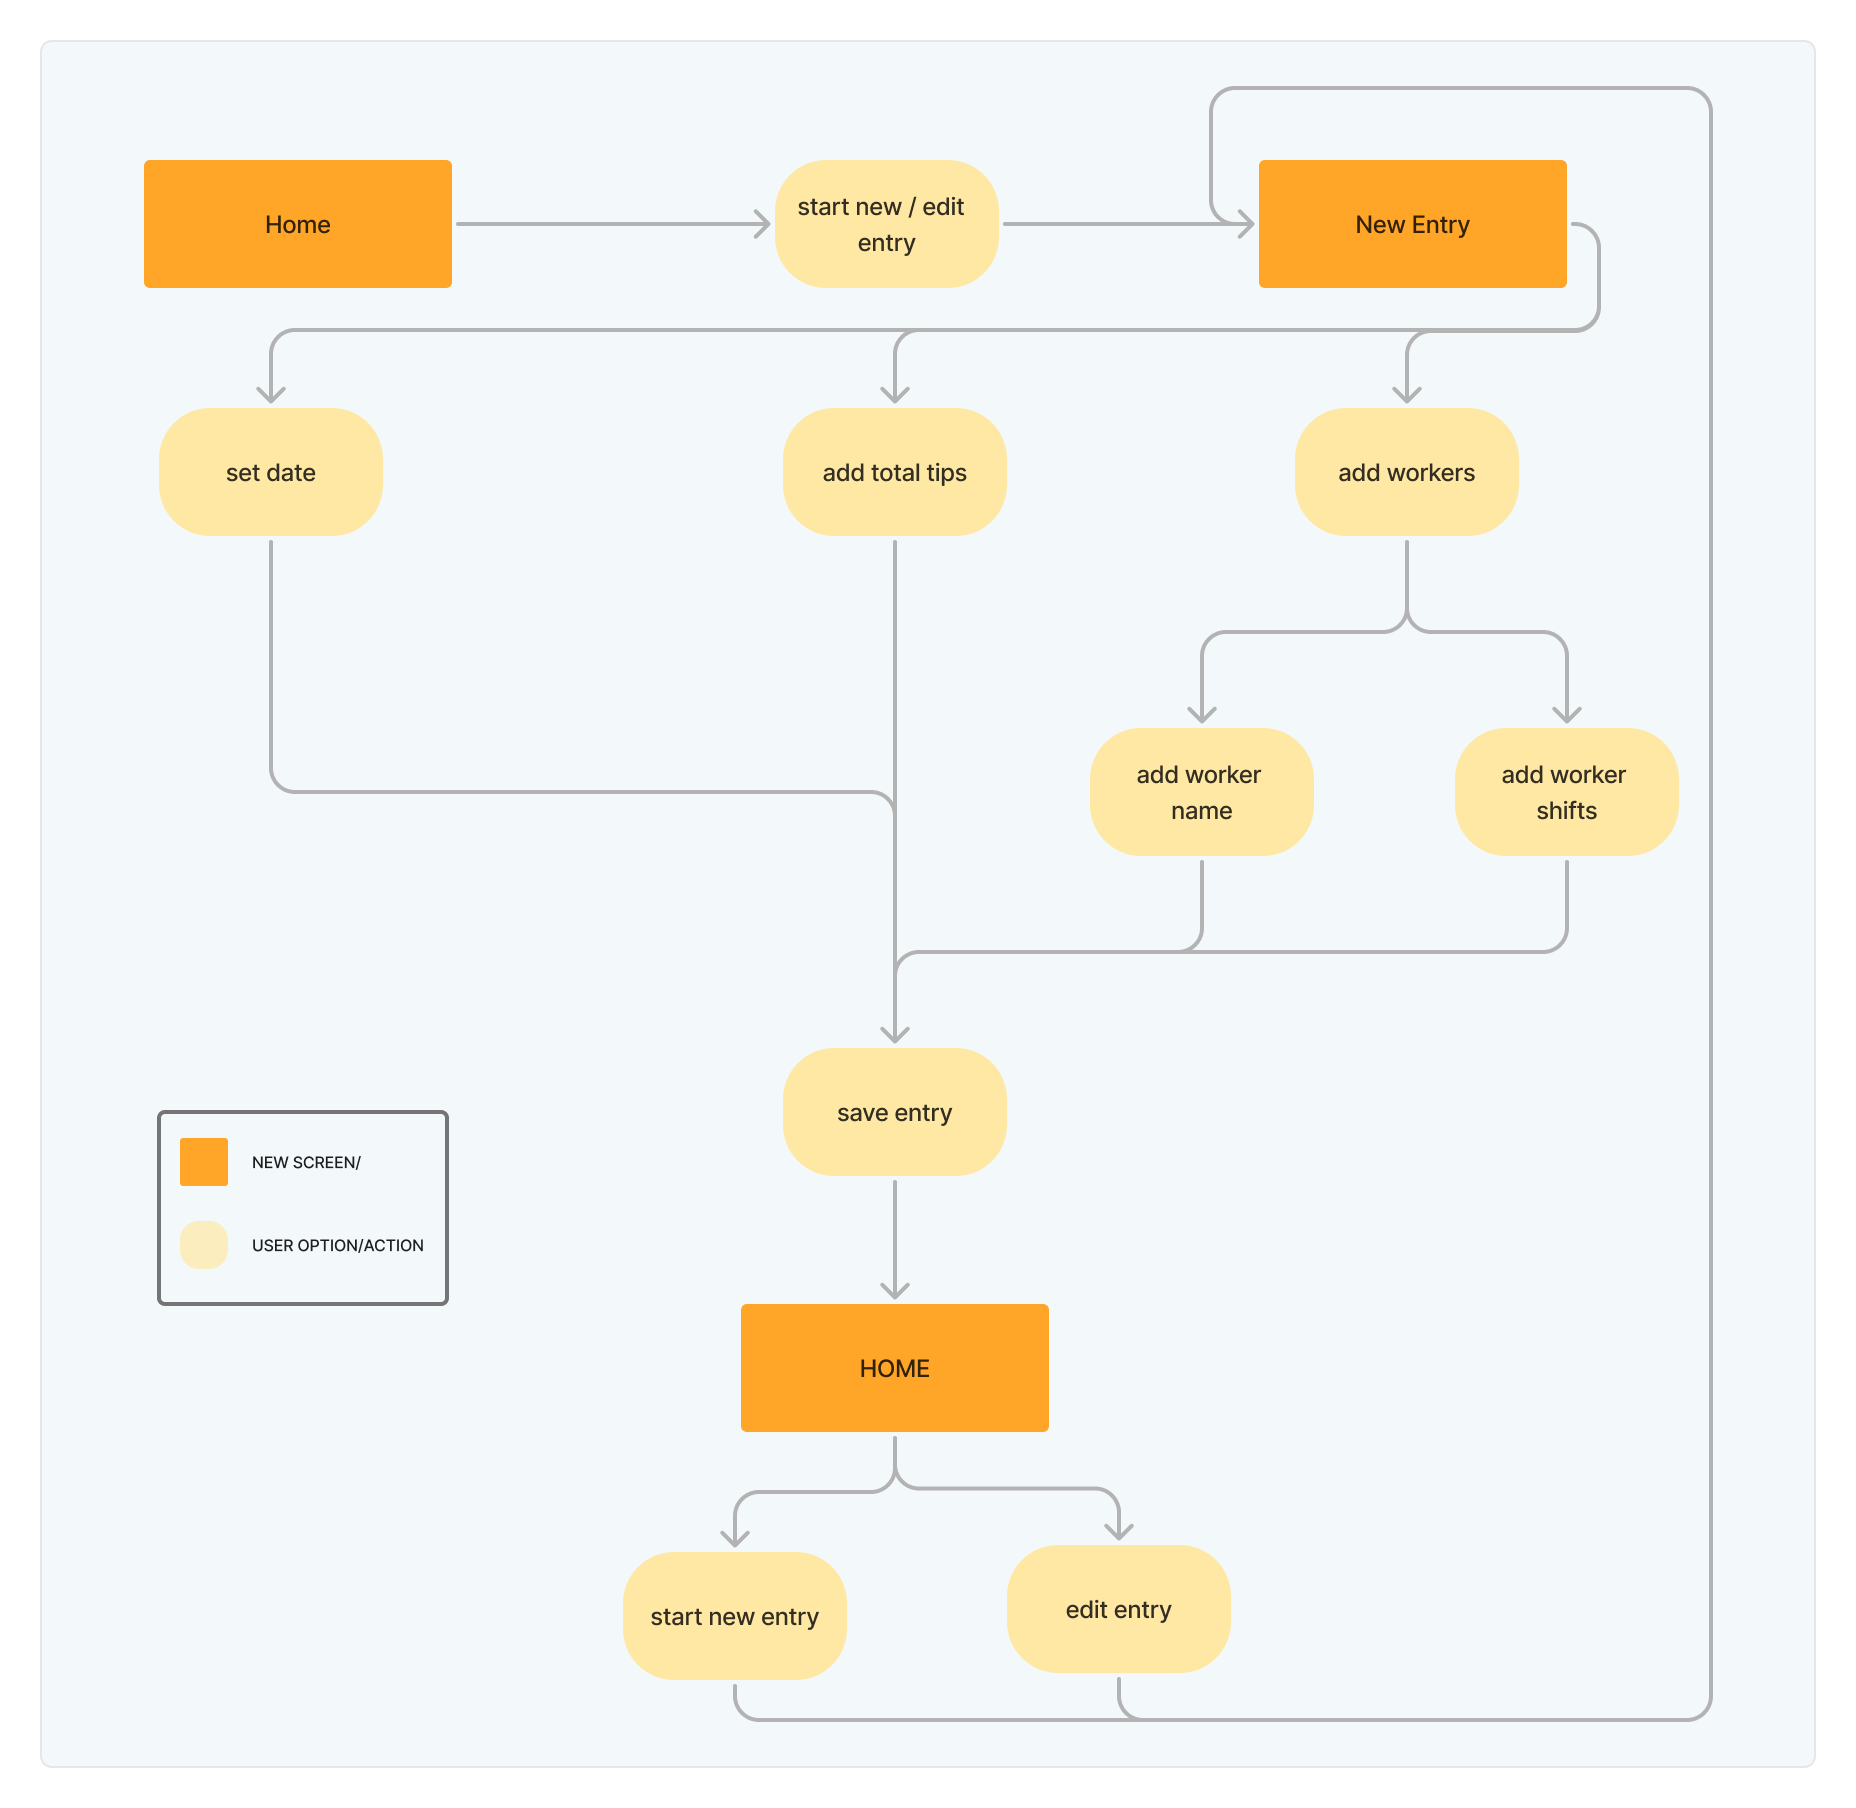 Home
start new / edit
entry
New Entry
set date
add total tips
add workers
add worker
name
add worker
shifts
save entry
NEW SCREEN/
USER OPTION/ACTION
HOME
start new entry
edit entry